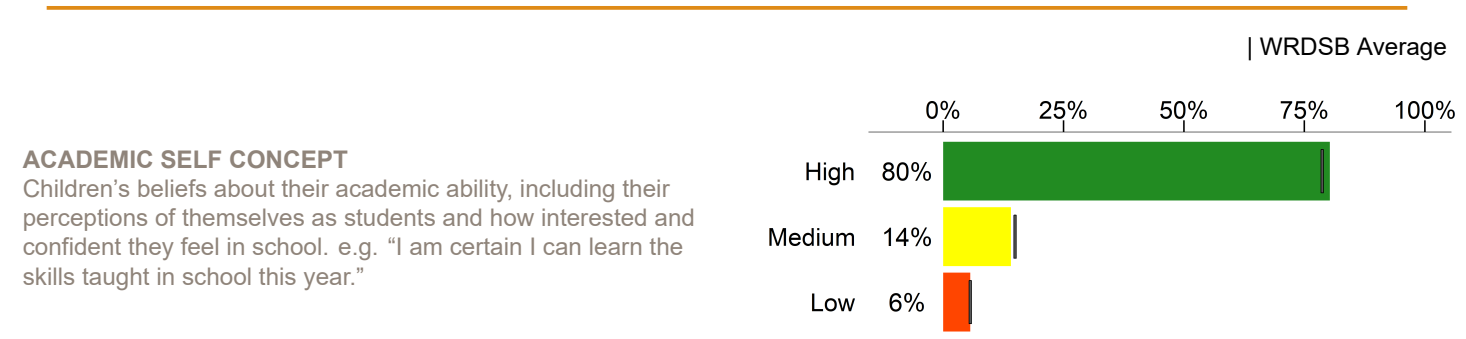 | WRDSB Average
0% 25% 50% 75% 100%
ACADEMIC SELF CONCEPT
Children’s beliefs about their academic ability, including their
perceptions of themselves as students and how interested and
confident they feel in school. e.g. “I am certain I can learn the
skills taught in school this year.”
High 80%
Medium 14%
Low 6%